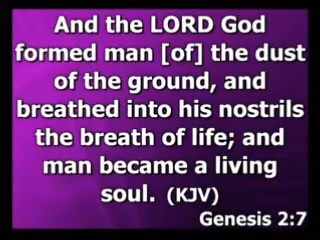 And the LORD God
formed man [of] the dust
of the ground, and
breathed into his nostrils
the breath of life; and
man became a living
soul. (KJV)
Genesis 2:7